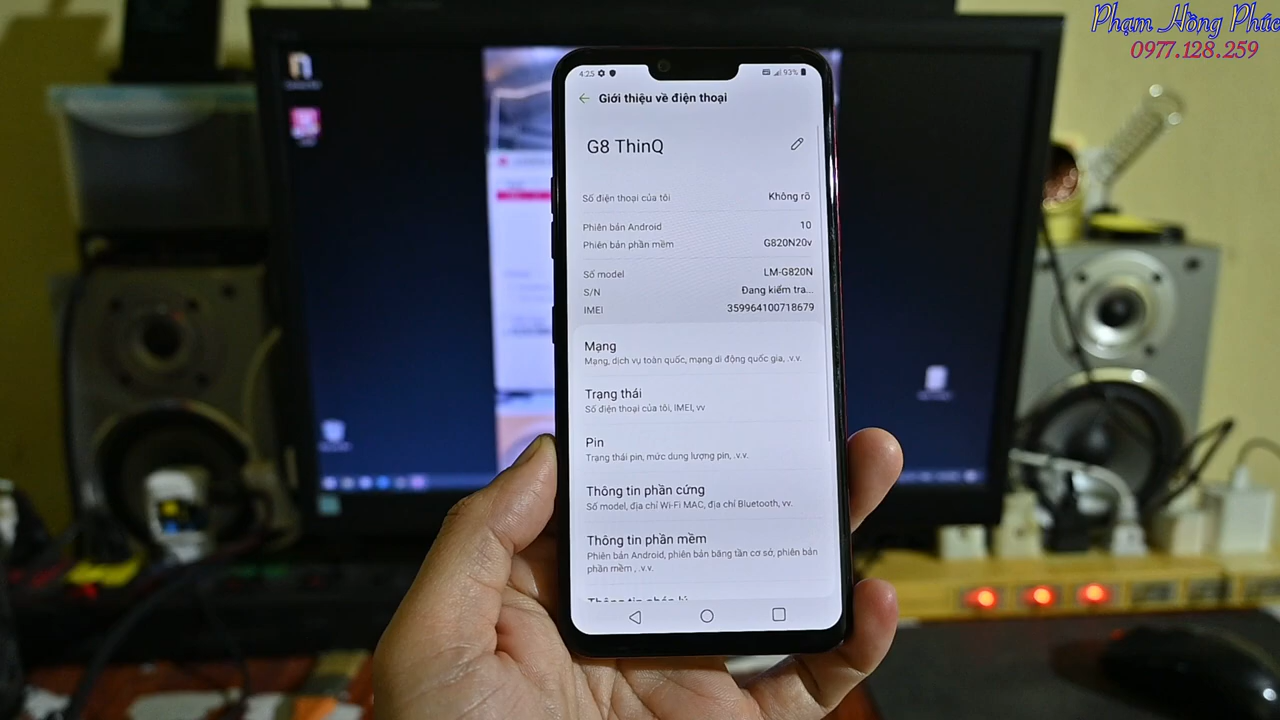 Phạm Hồng Phúc
0977.128.259
4:25 93%
Giới thiệu về điện thoại
G8 ThinQ
Số điện thoại của tôi Không rõ
Phiên bản Android 10
Phiên bản phần mềm G820N20v
Số model LM-G820N
S/N Đang kiểm tra...
IMEI 359964100718679
Mạng
Mạng, dịch vụ toàn quốc, mạng di động quốc gia, .v.v.
Trạng thái
Số điện thoại của tôi, IMEI, vv
Pin
Trạng thái pin, mức dung lượng pin, .v.v.
Thông tin phần cứng
Số model, địa chỉ Wi-Fi MAC, địa chỉ Bluetooth, vv.
Thông tin phần mềm
Phiên bản Android, phiên bản băng tần cơ sở, phiên bản
phần mềm , .v.v.